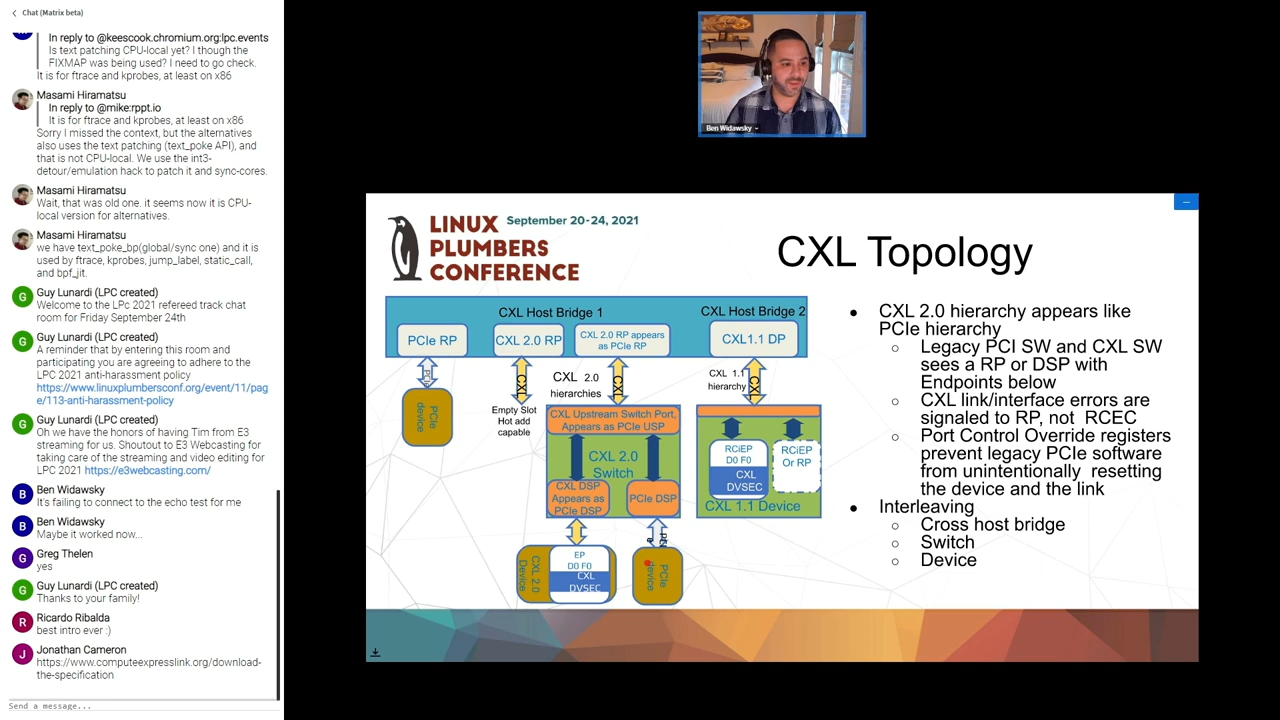 Chat (Matrix beta)
In reply to @keescook.chromium.org:lpc.events
Is text patching CPU-local yet? I though the
FIXMAP was being used? I need to go check.
It is for ftrace and kprobes, at least on x86
Masami Hiramatsu
In reply to @mike:rppt.io
It is for ftrace and kprobes, at least on x86
Sorry I missed the context, but the alternatives
also uses the text patching (text_poke API), and
that is not CPU-local. We use the int3-
detour/emulation hack to patch it and sync-cores.
Masami Hiramatsu
Wait, that was old one. it seems now it is CPU-
local version for alternatives.
Masami Hiramatsu
we have text_poke_bp(global/sync one) and it is
used by ftrace, kprobes, jump_label, static_call,
and bpf_jit.
G
Guy Lunardi (LPC created)
Welcome to the LPc 2021 refereed track chat
room for Friday September 24th
G
Guy Lunardi (LPC created)
A reminder that by entering this room and
participating you are agreeing to adhere to the
LPC 2021 anti-harassment policy
https://www.linuxplumbersconf.org/event/11/pag
e/113-anti-harassment-policy
G
Guy Lunardi (LPC created)
Oh we have the honors of having Tim from E3
streaming for us. Shoutout to E3 Webcasting for
taking care of the streaming and video editing for
LPC 2021 https://e3webcasting.com/
B
Ben Widawsky
It's failing to connect to the echo test for me
B
Ben Widawsky
Maybe it worked now...
G
Greg Thelen
yes
G
Guy Lunardi (LPC created)
Thanks to your family!
R
Ricardo Ribalda
best intro ever :)
J
Jonathan Cameron
https://www.computeexpresslink.org/download-
the-specification
Send a message...
Ben Widawsky
LINUX
PLUMBERS
CONFERENCE
September 20-24, 2021
CXL Topology
CXL Host Bridge 1
CXL Host Bridge 2
PCIe RP
CXL 2.0 RP
CXL 2.0 RP appears
as PCIe RP
CXL1.1 DP
PCIe
CXL
CXL 2.0
hierarchies
CXL
CXL 1.1
hierarchy
CXL
PCIe
device
Empty Slot
Hot add
capable
CXL Upstream Switch Port,
Appears as PCIe USP
CXL 2.0
Switch
CXL DSP
Appears as
PCIe DSP
PCIe DSP
RCiEP
D0 F0
CXL
DVSEC
RCiEP
Or RP
CXL 1.1 Device
CXL 2.0
Device
EP
D0 F0
CXL
DVSEC
PCIe
device
● CXL 2.0 hierarchy appears like
PCIe hierarchy
○ Legacy PCI SW and CXL SW
sees a RP or DSP with
Endpoints below
○ CXL link/interface errors are
signaled to RP, not RCEC
○ Port Control Override registers
prevent legacy PCIe software
from unintentionally resetting
the device and the link
● Interleaving
○ Cross host bridge
○ Switch
○ Device